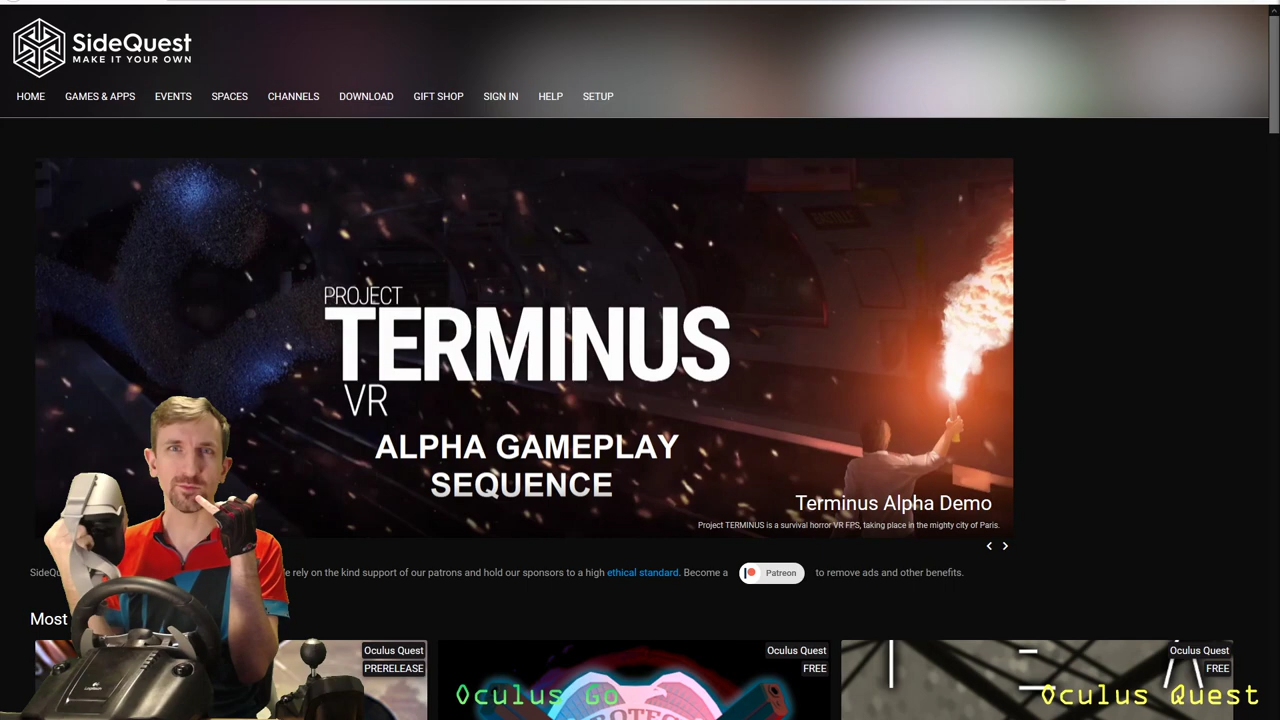 SideQuest
MAKE IT YOUR OWN
HOME GAMES & APPS EVENTS SPACES CHANNELS DOWNLOAD GIFT SHOP SIGN IN HELP SETUP
PROJECT
TERMINUS
VR
ALPHA GAMEPLAY
SEQUENCE
Terminus Alpha Demo
Project TERMINUS is a survival horror VR FPS, taking place in the mighty city of Paris.
rely on the kind support of our patrons and hold our sponsors to a high ethical standard. Become a Patreon to remove ads and other benefits.
Most
Oculus Quest
PRERELEASE
Oculus Quest
FREE
Oculus Quest
FREE
Oculus Go
Oculus Quest